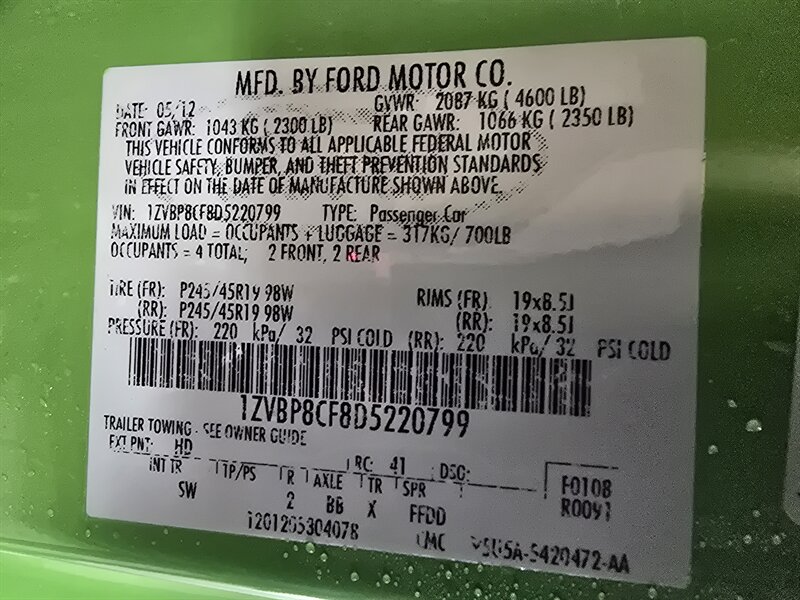 MFD. BY FORD MOTOR CO.
DATE: 05/12 GVWR: 2087 KG ( 4600 LB)
FRONT GAWR: 1043 KG ( 2300 LB) REAR GAWR: 1066 KG ( 2350 LB)
THIS VEHICLE CONFORMS TO ALL APPLICABLE FEDERAL MOTOR
VEHICLE SAFETY, BUMPER, AND THEFT PREVENTION STANDARDS
IN EFFECT ON THE DATE OF MANUFACTURE SHOWN ABOVE.
VIN: 1ZVBP8CF8D5220799 TYPE: Passenger Car
MAXIMUM LOAD = OCCUPANTS + LUGGAGE = 317KG/ 700LB
OCCUPANTS = 4 TOTAL; 2 FRONT, 2 REAR
TIRE (FR): P245/45R19 98W RIMS (FR) 19x8.5J
(RR): P245/45R19 98W (RR): 19x8.5J
PRESSURE (FR): 220 kPa/ 32 PSI COLD (RR): 220 kPa/ 32 PSI COLD
1ZVBP8CF8D5220799
TRAILER TOWING - SEE OWNER GUIDE
EXT PNT: HD RC: 41 DSO: F0108
INT TR TP/PS R AXLE TR SPR R0091
SW 2 BB X FFDD
1201205304078 CMC 5U5A-5420472-AA